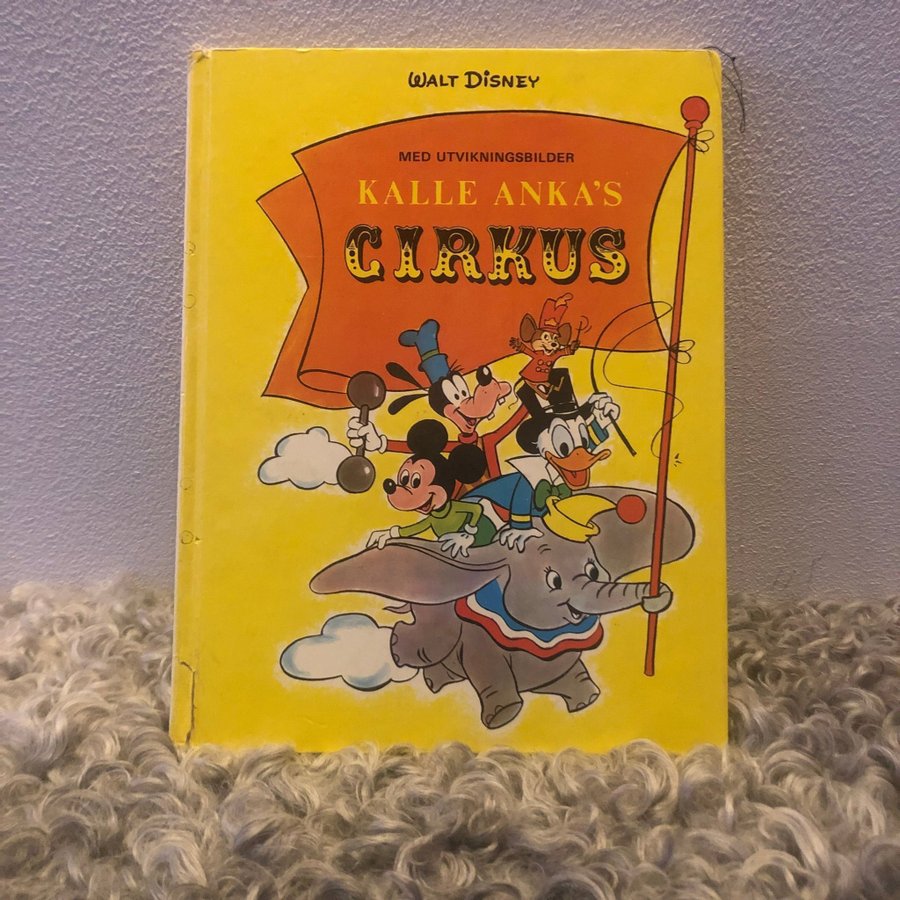 WALT DISNEY
MED UTVIKNINGSBILDER
KALLE ANKA'S
CIRKUS